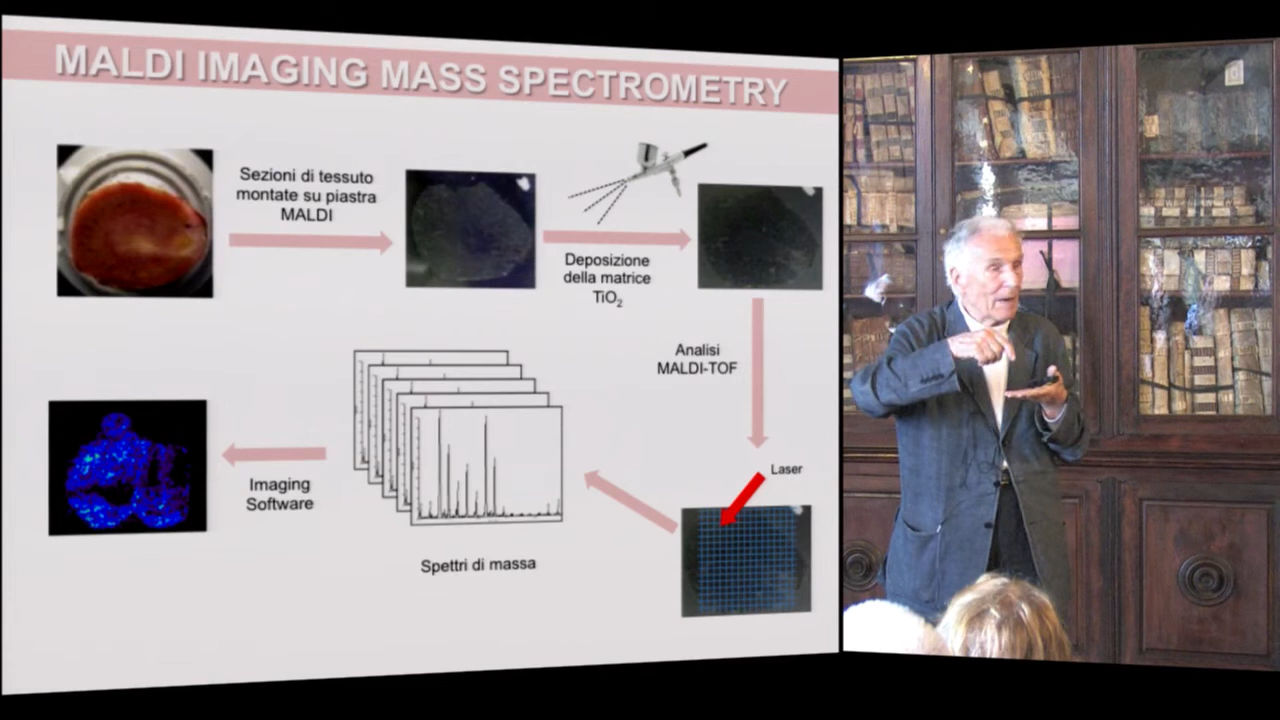 MALDI IMAGING MASS SPECTROMETRY
Sezioni di tessuto
montate su piastra
MALDI
Deposizione
della matrice
TiO₂
Analisi
MALDI-TOF
Laser
Imaging
Software
Spettri di massa